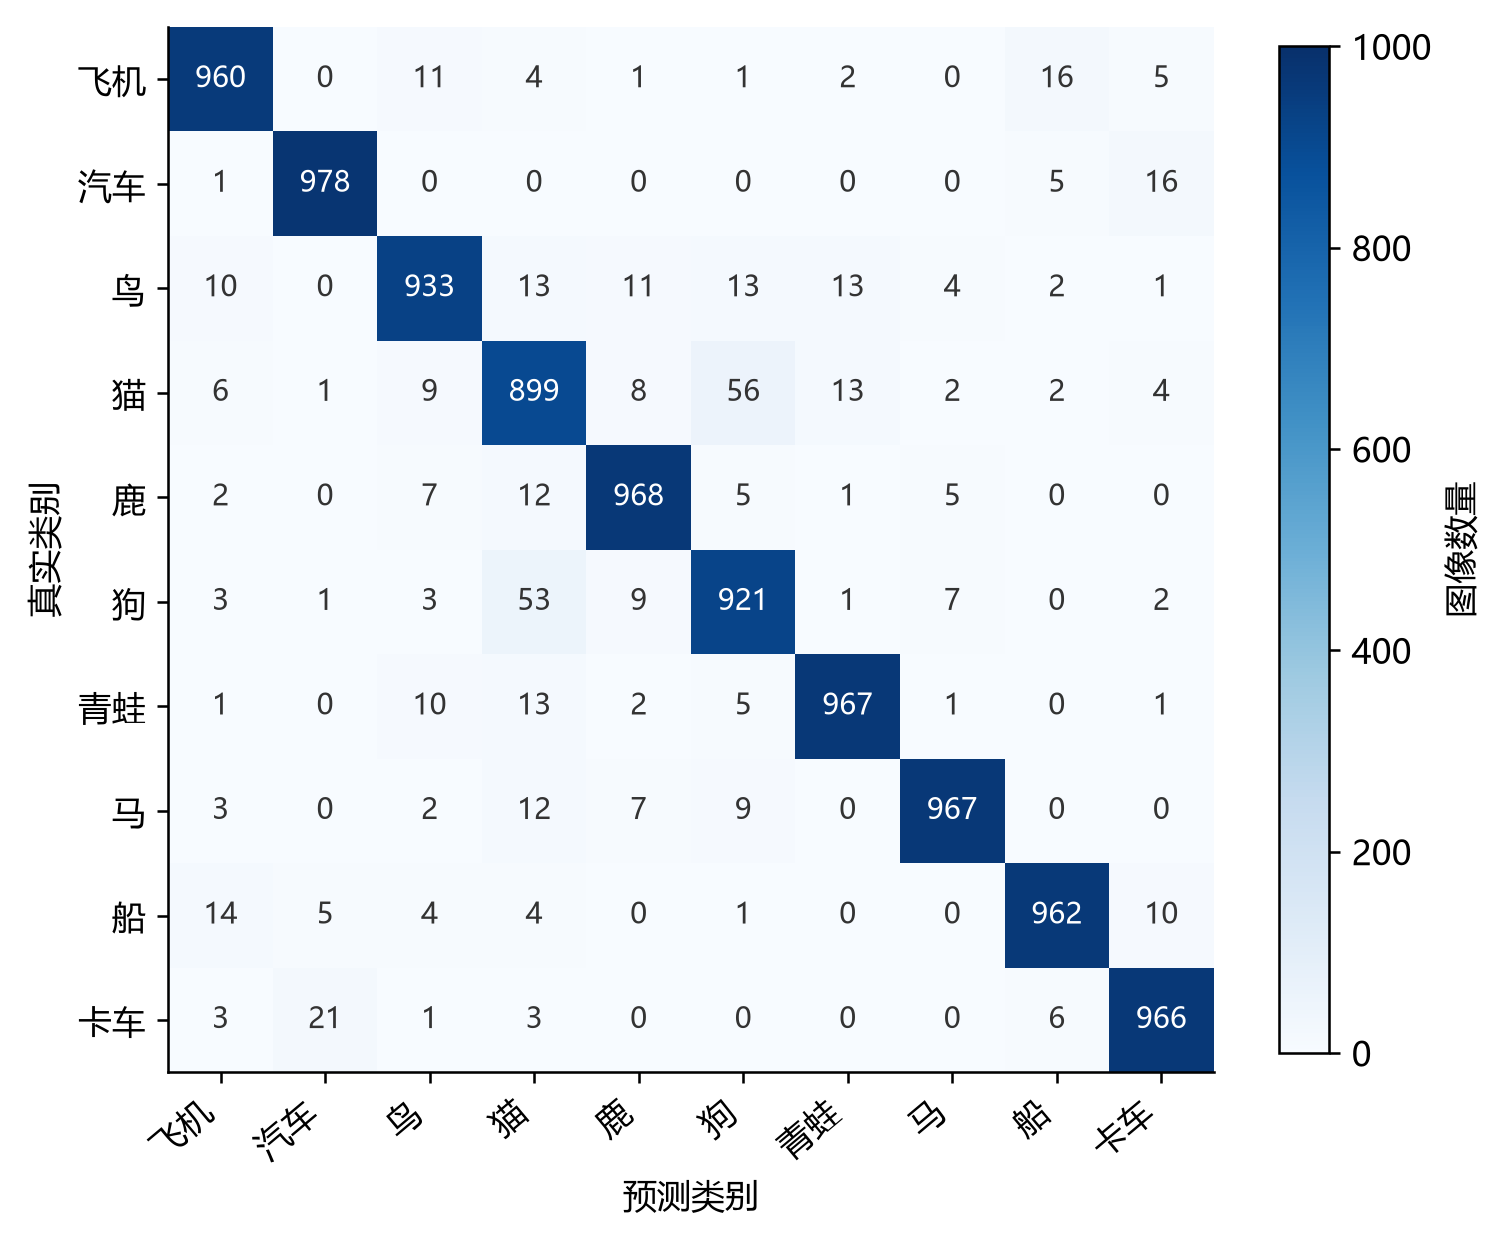 飞机 960 0 11 4 1 1 2 0 16 5
汽车 1 978 0 0 0 0 0 0 5 16
鸟 10 0 933 13 11 13 13 4 2 1
猫 6 1 9 899 8 56 13 2 2 4
鹿 2 0 7 12 968 5 1 5 0 0
狗 3 1 3 53 9 921 1 7 0 2
青蛙 1 0 10 13 2 5 967 1 0 1
马 3 0 2 12 7 9 0 967 0 0
船 14 5 4 4 0 1 0 0 962 10
卡车 3 21 1 3 0 0 0 0 6 966
飞机 汽车 鸟 猫 鹿 狗 青蛙 马 船 卡车
预测类别
真实类别
1000
800
600
400
200
0
图像数量